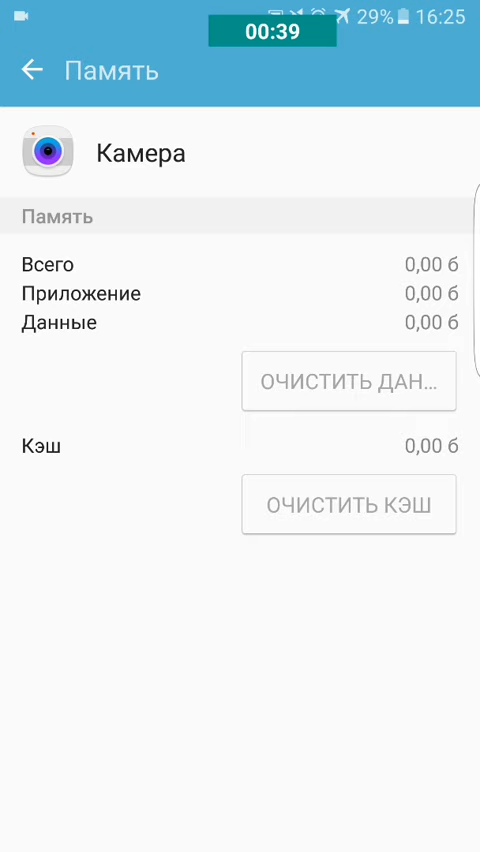 00:39
29%
16:25
Память
Камера
Память
Всего 0,00 б
Приложение 0,00 б
Данные 0,00 б
ОЧИСТИТЬ ДАН...
Кэш 0,00 б
ОЧИСТИТЬ КЭШ